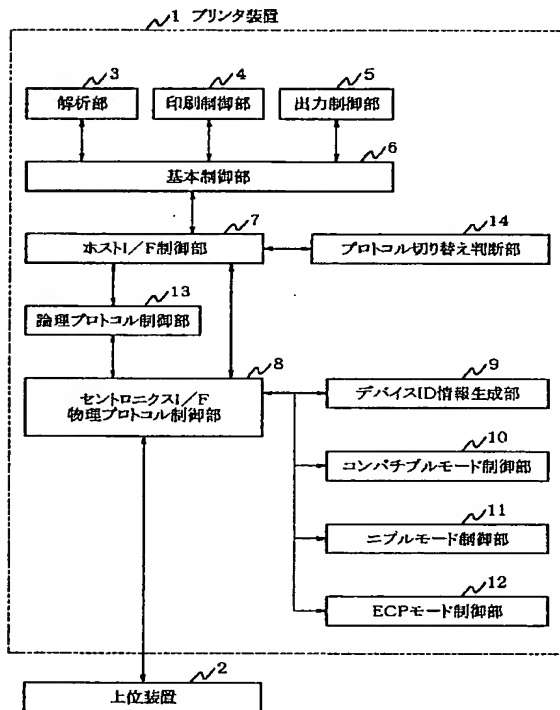 1 プリンタ装置
3
4
5
解析部
印刷制御部
出力制御部
6
基本制御部
7
14
ホストI/F制御部
プロトコル切り替え判断部
13
論理プロトコル制御部
8
9
セントロニクスI/F
物理プロトコル制御部
デバイスID情報生成部
10
コンパチブルモード制御部
11
ニブルモード制御部
12
ECPモード制御部
2
上位装置